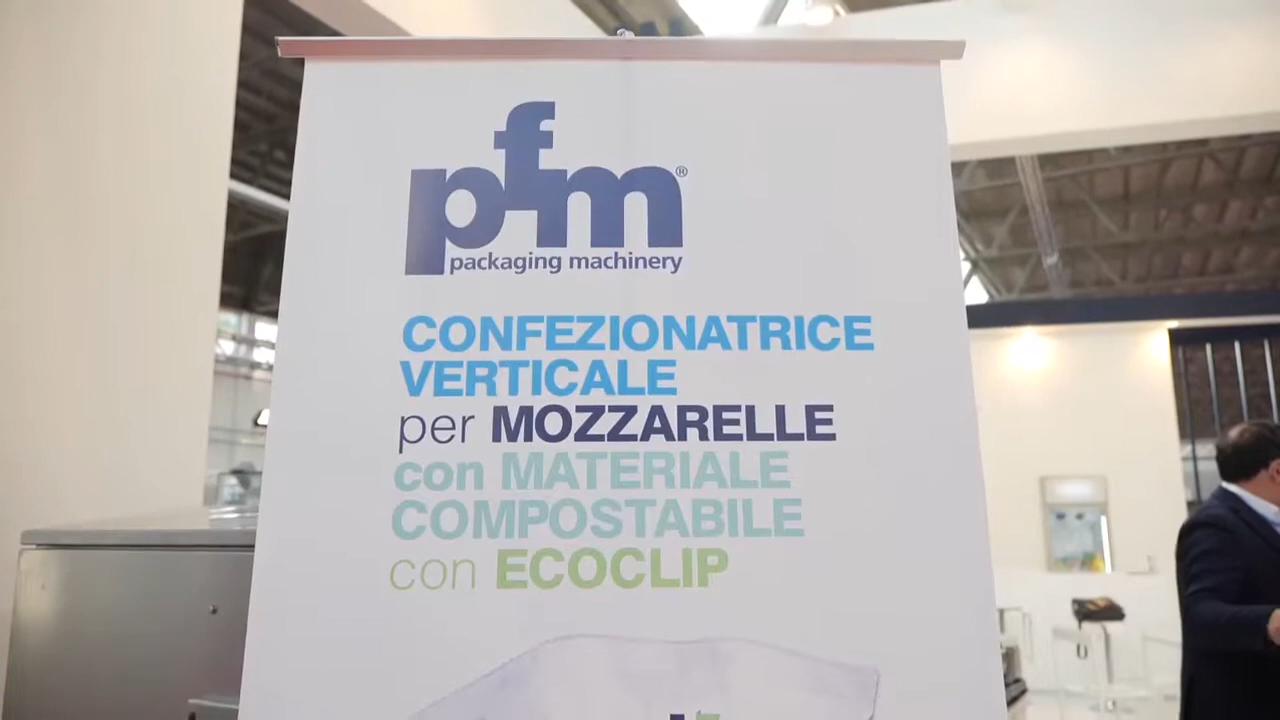 pfm®
packaging machinery
CONFEZIONATRICE
VERTICALE
per MOZZARELLE
con MATERIALE
COMPOSTABILE
con ECOCLIP